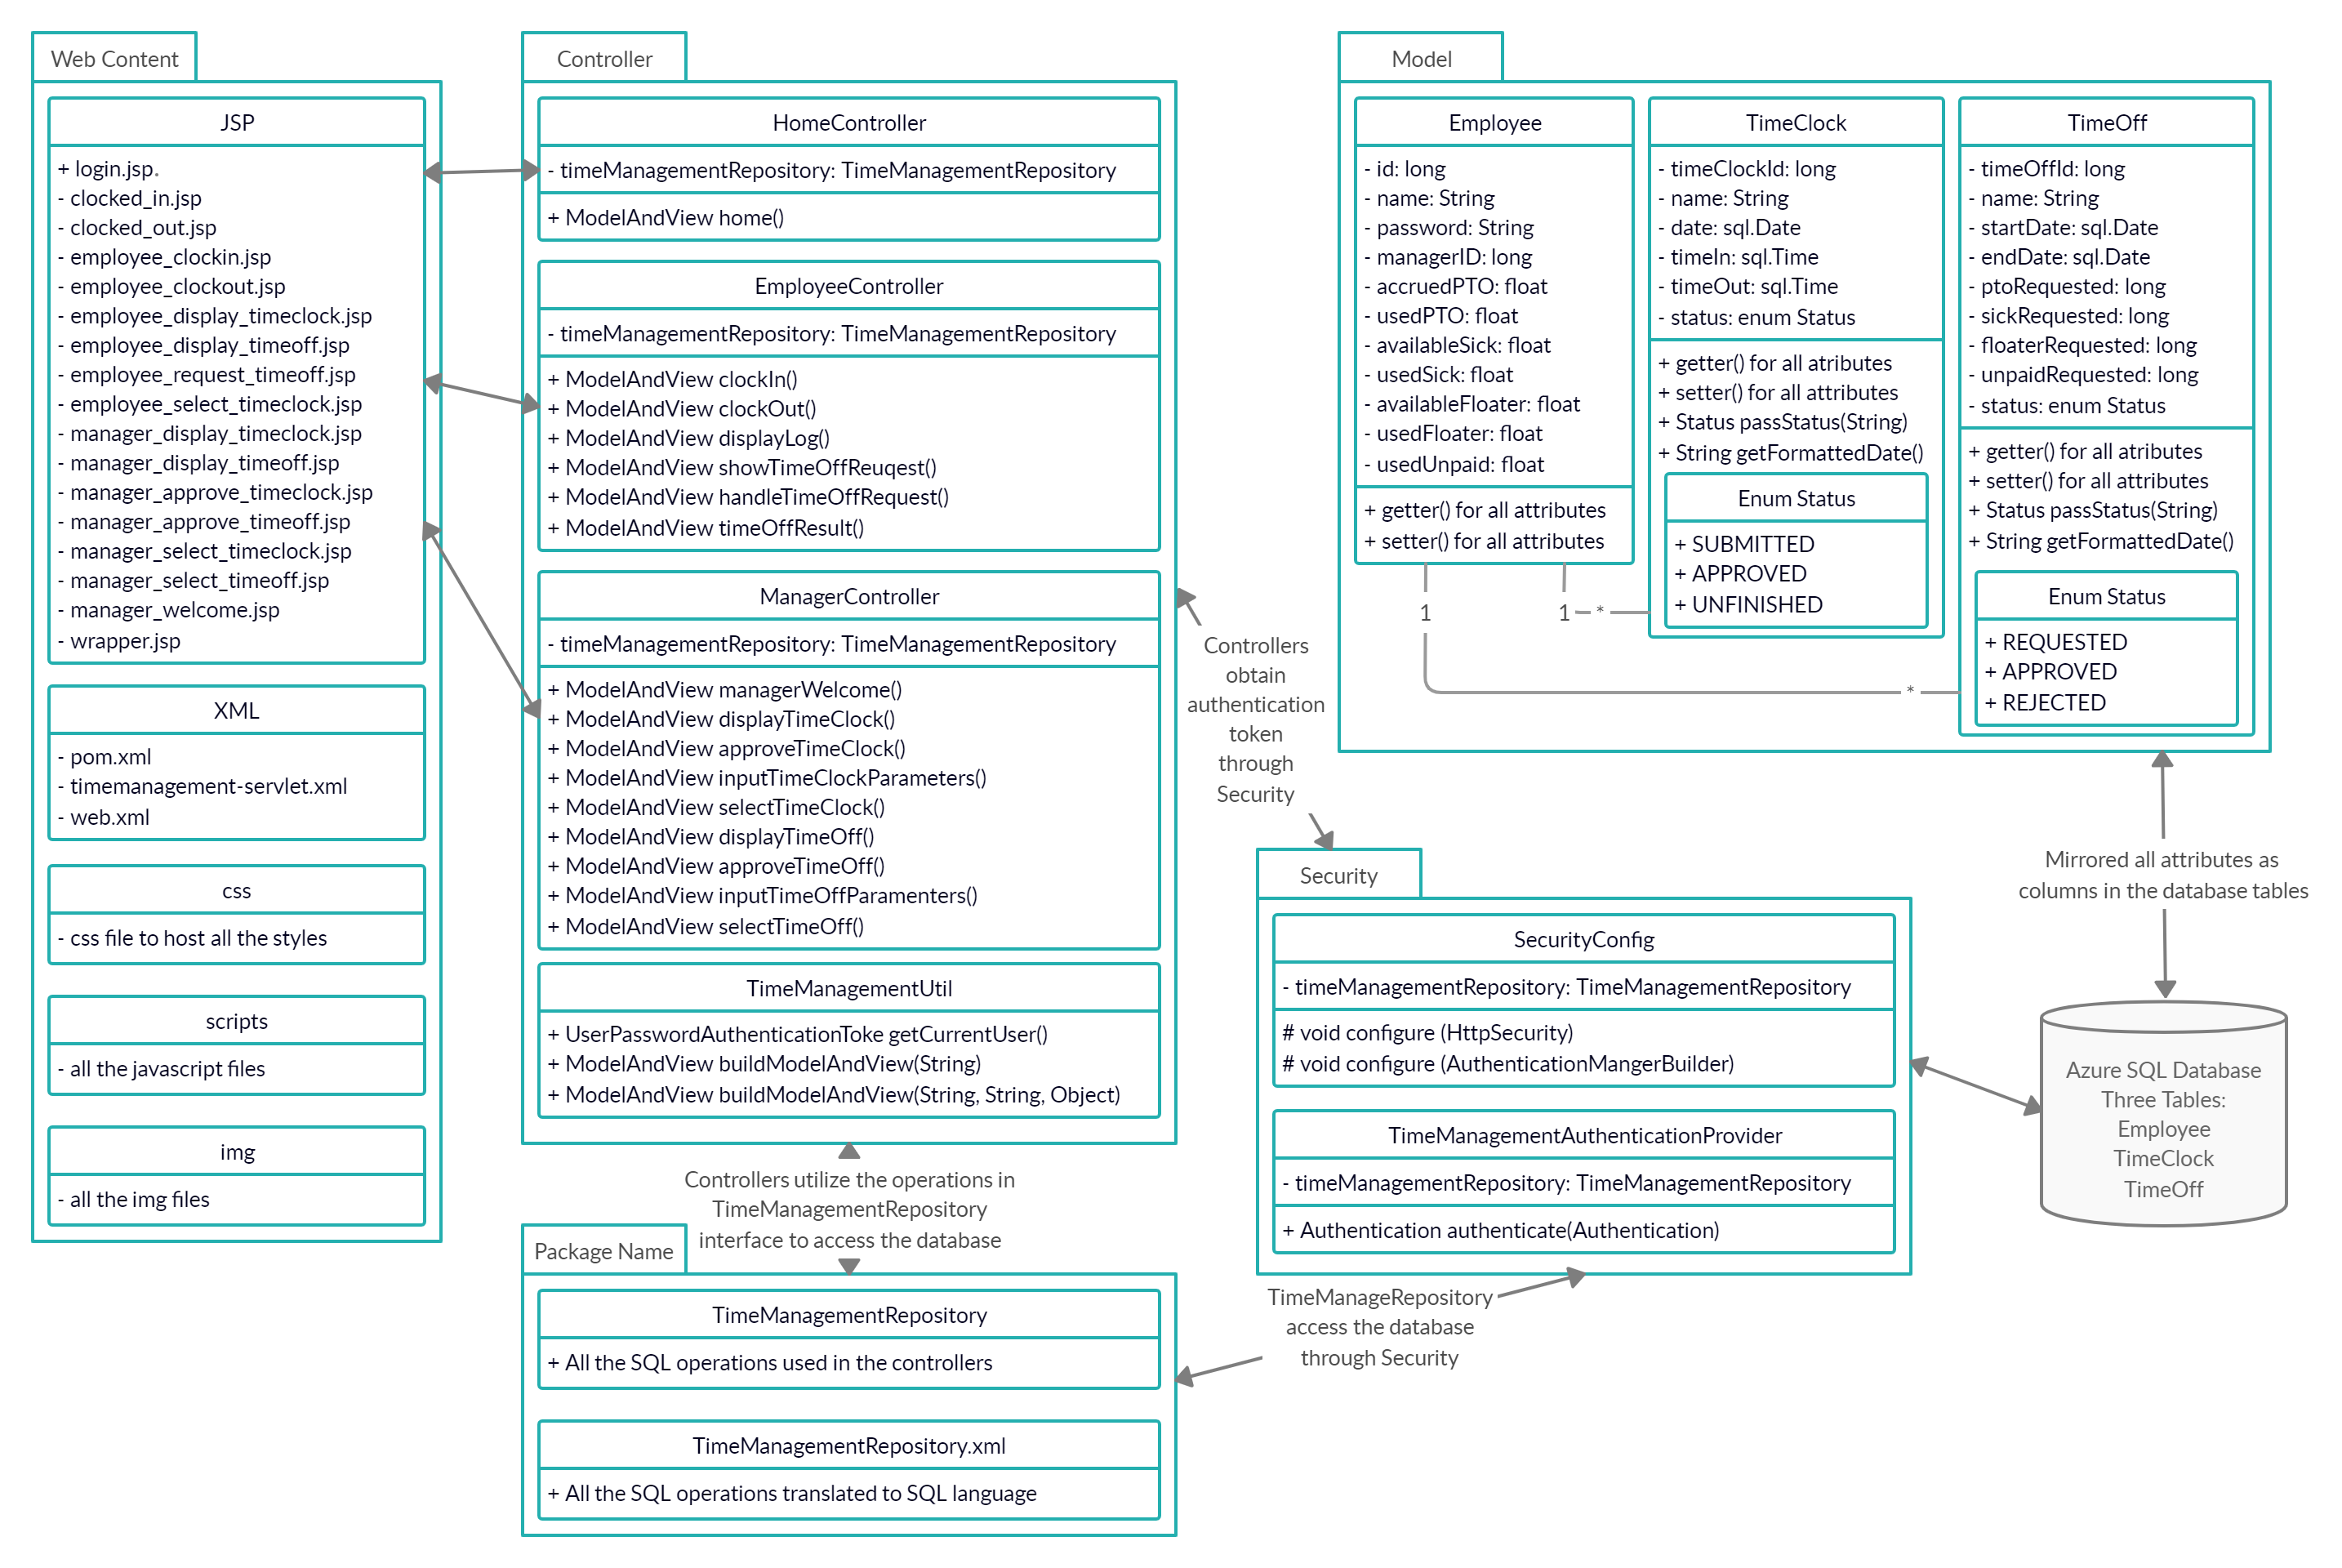 Web Content
JSP
+ login.jsp.
- clocked_in.jsp
- clocked_out.jsp
- employee_clockin.jsp
- employee_clockout.jsp
- employee_display_timeclock.jsp
- employee_display_timeoff.jsp
- employee_request_timeoff.jsp
- employee_select_timeclock.jsp
- manager_display_timeclock.jsp
- manager_display_timeoff.jsp
- manager_approve_timeclock.jsp
- manager_approve_timeoff.jsp
- manager_select_timeclock.jsp
- manager_select_timeoff.jsp
- manager_welcome.jsp
- wrapper.jsp
XML
- pom.xml
- timemanagement-servlet.xml
- web.xml
css
- css file to host all the styles
scripts
- all the javascript files
img
- all the img files
Controller
HomeController
- timeManagementRepository: TimeManagementRepository
+ ModelAndView home()
EmployeeController
- timeManagementRepository: TimeManagementRepository
+ ModelAndView clockIn()
+ ModelAndView clockOut()
+ ModelAndView displayLog()
+ ModelAndView showTimeOffReuqest()
+ ModelAndView handleTimeOffRequest()
+ ModelAndView timeOffResult()
ManagerController
- timeManagementRepository: TimeManagementRepository
+ ModelAndView managerWelcome()
+ ModelAndView displayTimeClock()
+ ModelAndView approveTimeClock()
+ ModelAndView inputTimeClockParameters()
+ ModelAndView selectTimeClock()
+ ModelAndView displayTimeOff()
+ ModelAndView approveTimeOff()
+ ModelAndView inputTimeOffParamenters()
+ ModelAndView selectTimeOff()
TimeManagementUtil
+ UserPasswordAuthenticationToke getCurrentUser()
+ ModelAndView buildModelAndView(String)
+ ModelAndView buildModelAndView(String, String, Object)
Controllers utilize the operations in
TimeManagementRepository
interface to access the database
Package Name
TimeManagementRepository
+ All the SQL operations used in the controllers
TimeManagementRepository.xml
+ All the SQL operations translated to SQL language
Controllers
obtain
authentication
token
through
Security
Model
Employee
- id: long
- name: String
- password: String
- managerID: long
- accruedPTO: float
- usedPTO: float
- availableSick: float
- usedSick: float
- availableFloater: float
- usedFloater: float
- usedUnpaid: float
+ getter() for all attributes
+ setter() for all attributes
1
1
*
*
TimeClock
- timeClockId: long
- name: String
- date: sql.Date
- timeIn: sql.Time
- timeOut: sql.Time
- status: enum Status
+ getter() for all atributes
+ setter() for all attributes
+ Status passStatus(String)
+ String getFormattedDate()
Enum Status
+ SUBMITTED
+ APPROVED
+ UNFINISHED
TimeOff
- timeOffId: long
- name: String
- startDate: sql.Date
- endDate: sql.Date
- ptoRequested: long
- sickRequested: long
- floaterRequested: long
- unpaidRequested: long
- status: enum Status
+ getter() for all atributes
+ setter() for all attributes
+ Status passStatus(String)
+ String getFormattedDate()
Enum Status
+ REQUESTED
+ APPROVED
+ REJECTED
Mirrored all attributes as
columns in the database tables
Security
SecurityConfig
- timeManagementRepository: TimeManagementRepository
# void configure (HttpSecurity)
# void configure (AuthenticationMangerBuilder)
TimeManagementAuthenticationProvider
- timeManagementRepository: TimeManagementRepository
+ Authentication authenticate(Authentication)
TimeManageRepository
access the database
through Security
Azure SQL Database
Three Tables:
Employee
TimeClock
TimeOff